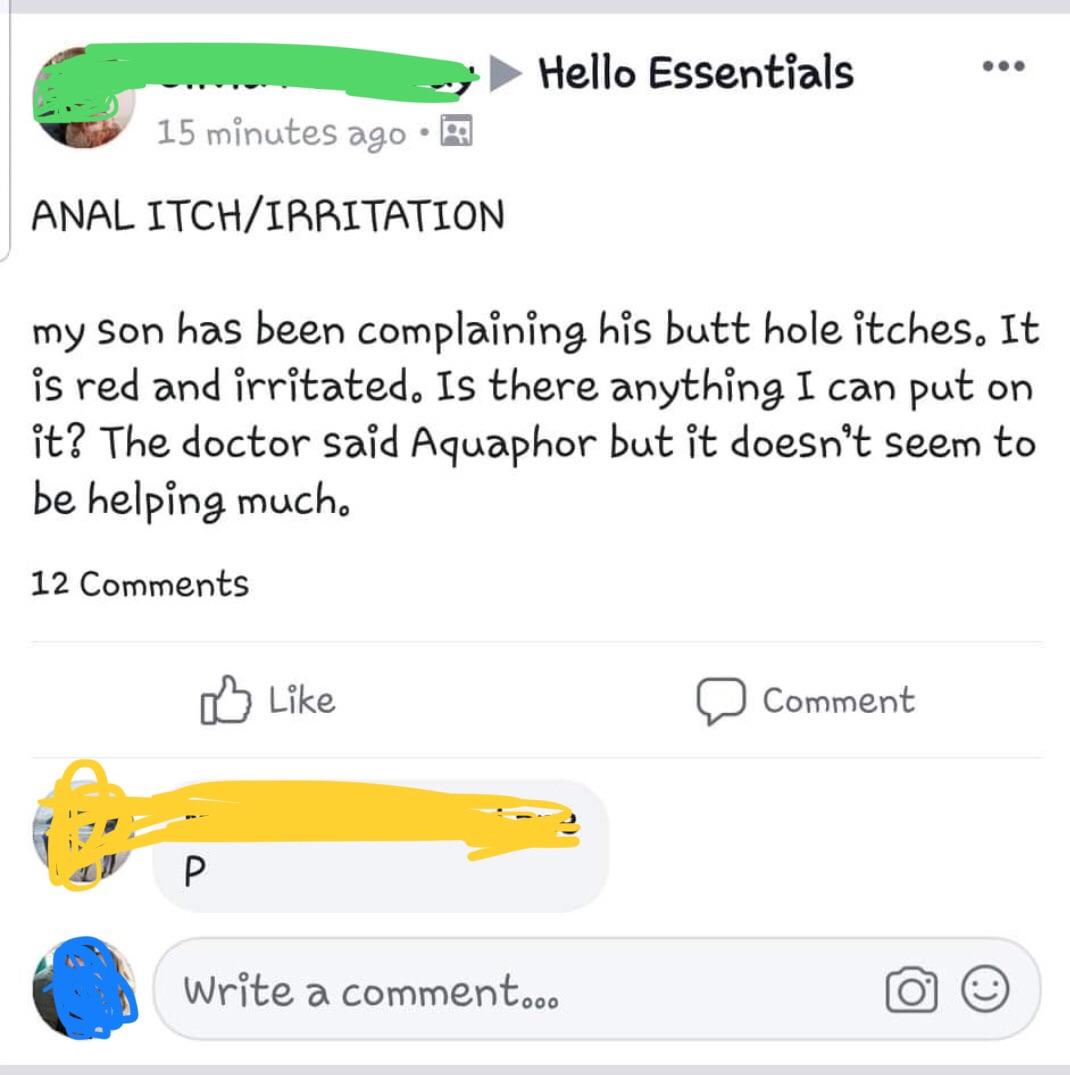 Hello Essentials
15 minutes ago •
ANAL ITCH/IRRITATION
my son has been complaining his butt hole itches. It
is red and irritated. Is there anything I can put on
it? The doctor said Aquaphor but it doesn't seem to
be helping much.
12 Comments
Like
Comment
P
Write a comment...